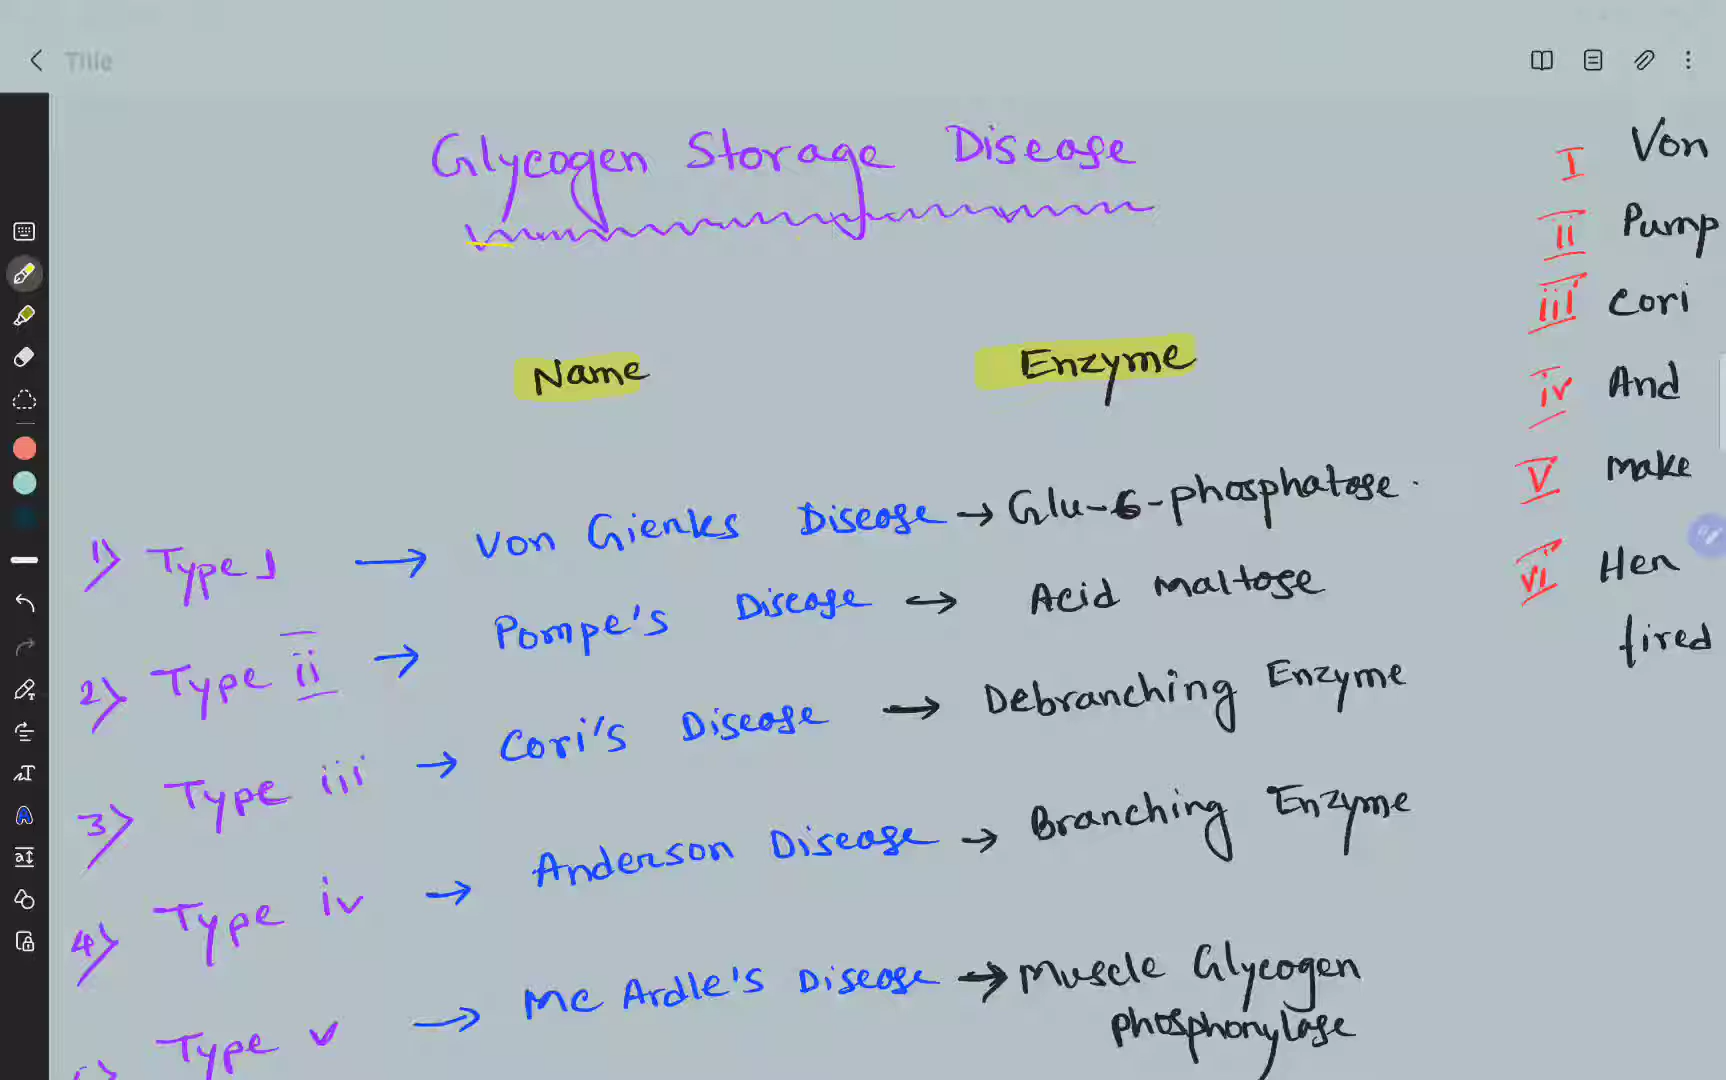 Title
Glycogen Storage Disease
Name Enzyme
1) Type 1 → Von Gienks Disease → Glu-6-phosphatase.
2) Type ii → Pompe's Disease → Acid maltase
3) Type iii → Cori's Disease → Debranching Enzyme
4) Type iv → Anderson Disease → Branching Enzyme
Type v → Mc Ardle's Disease → Muscle Glycogen
phosphorylase
I Von
ii Pump
iii Cori
iv And
V make
vi Hen
fired